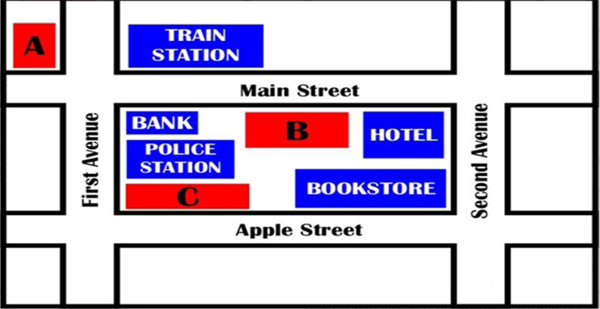 A
TRAIN
STATION
Main Street
BANK
B
HOTEL
POLICE
STATION
First Avenue
Second Avenue
C
BOOKSTORE
Apple Street